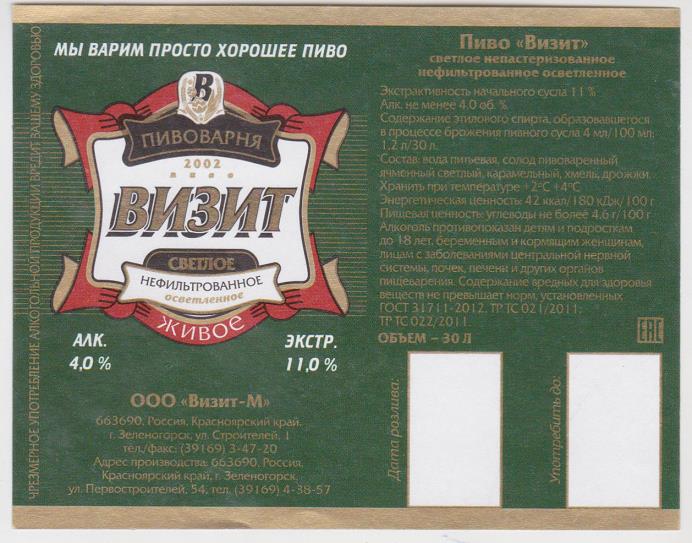 ЧРЕЗМЕРНОЕ УПОТРЕБЛЕНИЕ АЛКОГОЛЬНОЙ ПРОДУКЦИИ ВРЕДИТ ВАШЕМУ ЗДОРОВЬЮ
МЫ ВАРИМ ПРОСТО ХОРОШЕЕ ПИВО
В
ПИВОВАРНЯ
2002
пиво
ВИЗИТ
СВЕТЛОЕ
НЕФИЛЬТРОВАННОЕ
осветленное
ЖИВОЕ
АЛК.
4,0 %
ЭКСТР.
11,0 %
ООО «Визит-М»
663690, Россия, Красноярский край,
г. Зеленогорск, ул. Строителей, 1
тел./факс: (39169) 3-47-20
Адрес производства: 663690, Россия,
Красноярский край, г. Зеленогорск,
ул. Первостроителей, 54, тел. (39169) 4-38-57
Пиво «Визит»
светлое непастеризованное
нефильтрованное осветленное
Экстрактивность начального сусла 11 %
Алк. не менее 4,0 об. %
Содержание этилового спирта, образовавшегося
в процессе брожения пивного сусла 4 мл/100 мл;
1,2 л/30 л.
Состав: вода питьевая, солод пивоваренный
ячменный светлый, карамельный, хмель, дрожжи.
Хранить при температуре +2°С +4°С
Энергетическая ценность: 42 ккал/180 кДж/100 г
Пищевая ценность: углеводы не более 4,6 г/100 г
Алкоголь противопоказан детям и подросткам
до 18 лет, беременным и кормящим женщинам,
лицам с заболеваниями центральной нервной
системы, почек, печени и других органов
пищеварения. Содержание вредных для здоровья
веществ не превышает норм, установленных
ГОСТ 31711-2012, ТР ТС 021/2011;
ТР ТС 022/2011
ЕАС
ОБЪЕМ – 30 Л
Дата розлива:
Употребить до: